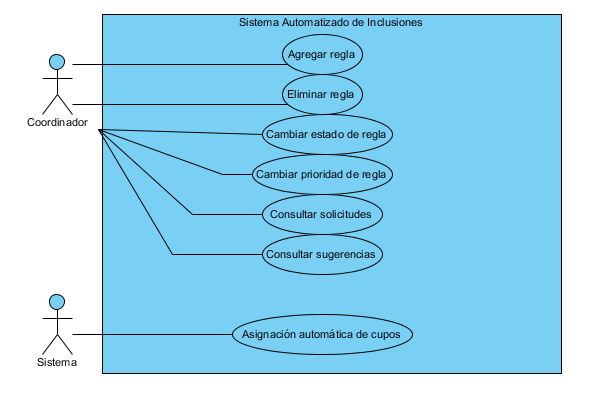 Sistema Automatizado de Inclusiones
Agregar regla
Eliminar regla
Coordinador
Cambiar estado de regla
Cambiar prioridad de regla
Consultar solicitudes
Consultar sugerencias
Asignación automática de cupos
Sistema